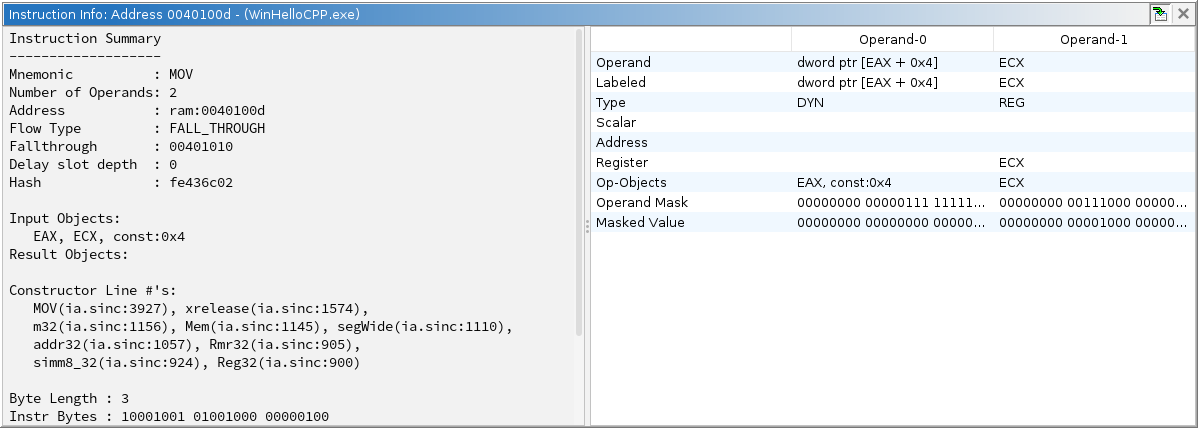 Instruction Info: Address 0040100d - (WinHelloCPP.exe)
Instruction Summary
-------------------
Mnemonic          : MOV
Number of Operands: 2
Address           : ram:0040100d
Flow Type         : FALL_THROUGH
Fallthrough       : 00401010
Delay slot depth  : 0
Hash              : fe436c02
Input Objects:
   EAX, ECX, const:0x4
Result Objects:
Constructor Line #'s:
   MOV(ia.sinc:3927), xrelease(ia.sinc:1574),
   m32(ia.sinc:1156), Mem(ia.sinc:1145), segWide(ia.sinc:1110),
   addr32(ia.sinc:1057), Rmr32(ia.sinc:905),
   simm8_32(ia.sinc:924), Reg32(ia.sinc:900)
Byte Length : 3
Instr Bytes : 10001001 01001000 00000100
Operand-0 Operand-1
Operand dword ptr [EAX + 0x4] ECX
Labeled dword ptr [EAX + 0x4] ECX
Type DYN REG
Scalar
Address
Register ECX
Op-Objects EAX, const:0x4 ECX
Operand Mask 00000000 00000111 11111... 00000000 00111000 00000...
Masked Value 00000000 00000000 00000... 00000000 00001000 00000...